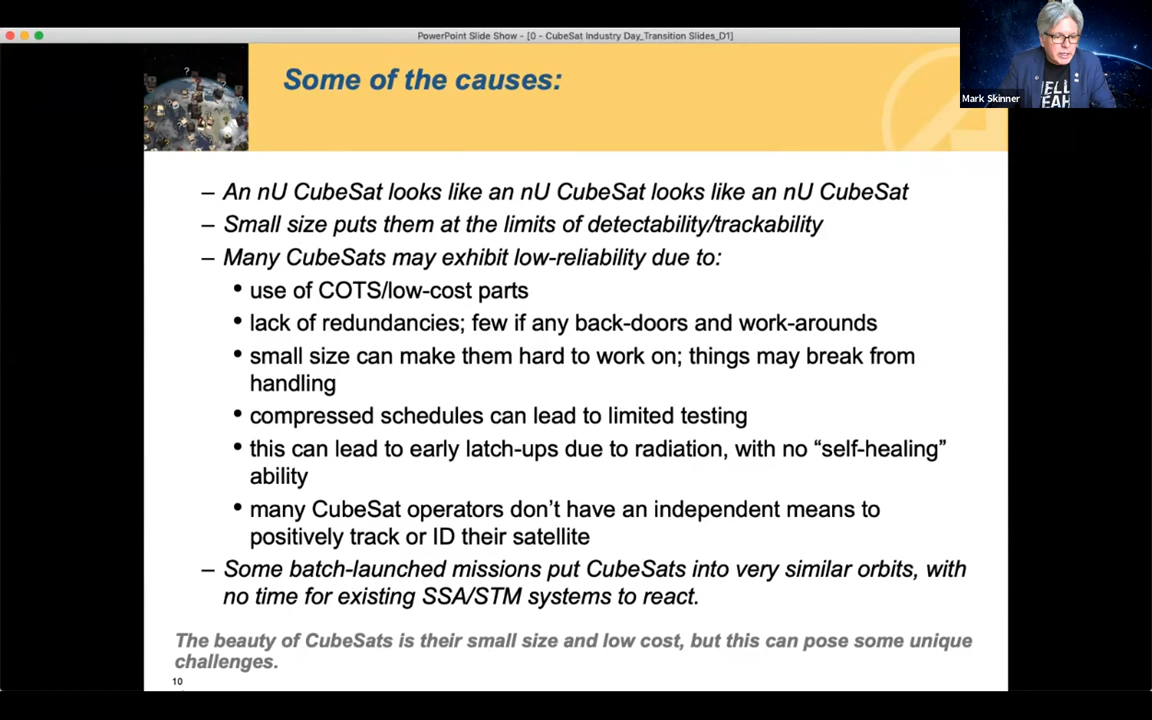 PowerPoint Slide Show - [0 - CubeSat Industry Day_Transition Slides_D1]
Mark Skinner
HELL
YEAH
Some of the causes:
– An nU CubeSat looks like an nU CubeSat looks like an nU CubeSat
– Small size puts them at the limits of detectability/trackability
– Many CubeSats may exhibit low-reliability due to:
• use of COTS/low-cost parts
• lack of redundancies; few if any back-doors and work-arounds
• small size can make them hard to work on; things may break from
handling
• compressed schedules can lead to limited testing
• this can lead to early latch-ups due to radiation, with no “self-healing”
ability
• many CubeSat operators don’t have an independent means to
positively track or ID their satellite
– Some batch-launched missions put CubeSats into very similar orbits, with
no time for existing SSA/STM systems to react.
The beauty of CubeSats is their small size and low cost, but this can pose some unique
challenges.
10